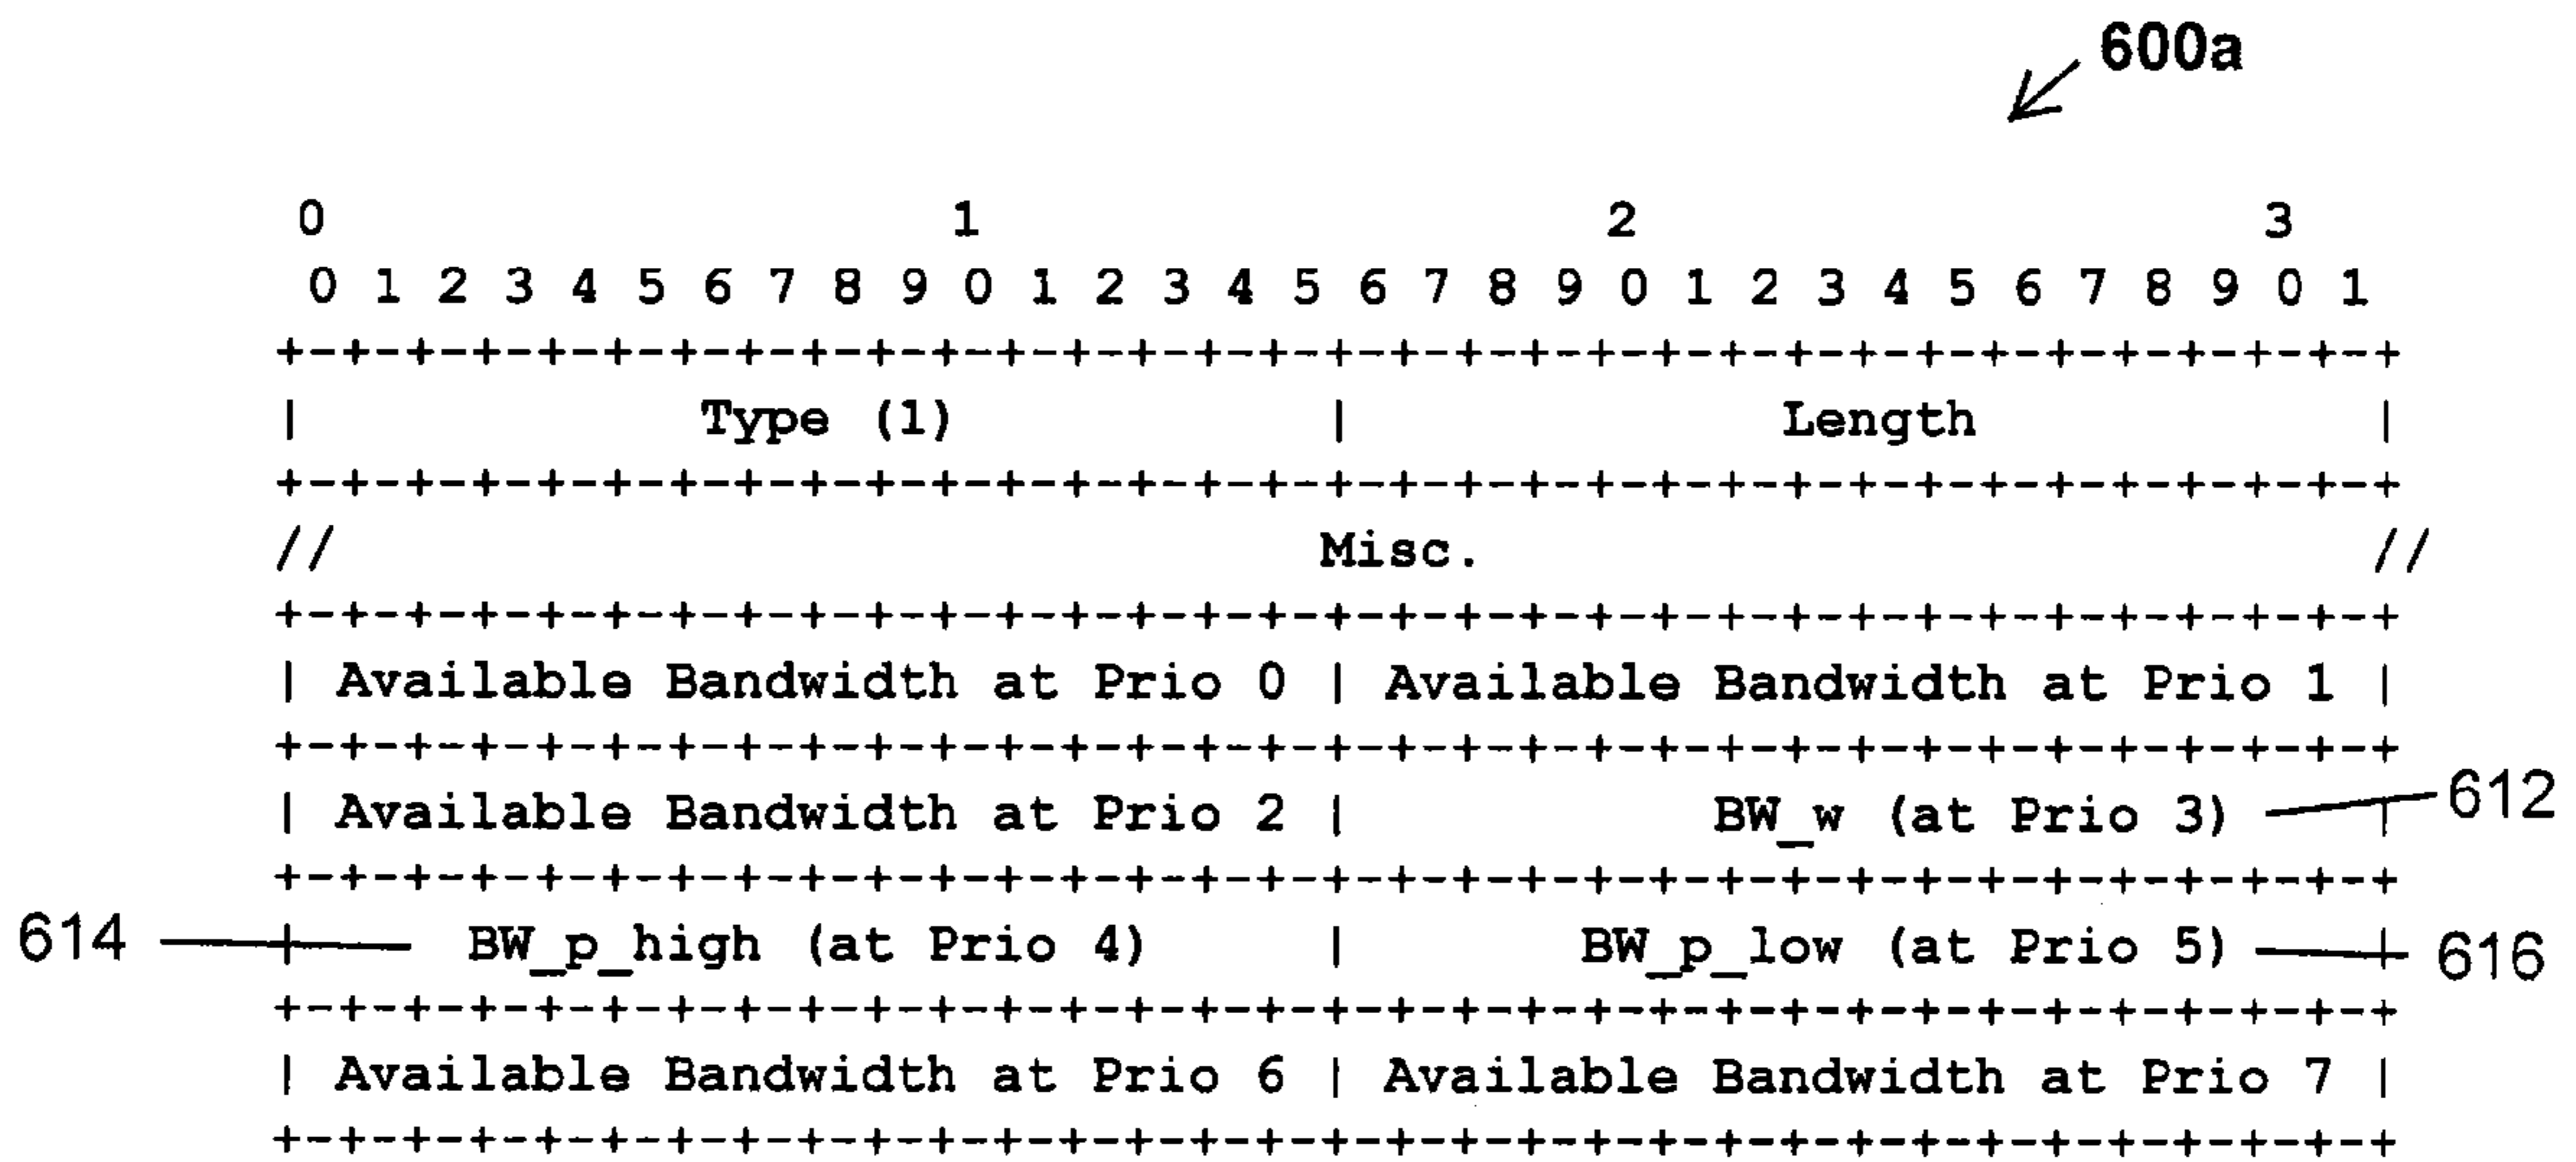 600a
0 1 2 3
0 1 2 3 4 5 6 7 8 9 0 1 2 3 4 5 6 7 8 9 0 1 2 3 4 5 6 7 8 9 0 1
+-+-+-+-+-+-+-+-+-+-+-+-+-+-+-+-+-+-+-+-+-+-+-+-+-+-+-+-+-+-+-+-+
| Type (1) | Length |
+-+-+-+-+-+-+-+-+-+-+-+-+-+-+-+-+-+-+-+-+-+-+-+-+-+-+-+-+-+-+-+-+
// Misc. //
+-+-+-+-+-+-+-+-+-+-+-+-+-+-+-+-+-+-+-+-+-+-+-+-+-+-+-+-+-+-+-+-+
| Available Bandwidth at Prio 0 | Available Bandwidth at Prio 1 |
+-+-+-+-+-+-+-+-+-+-+-+-+-+-+-+-+-+-+-+-+-+-+-+-+-+-+-+-+-+-+-+-+
| Available Bandwidth at Prio 2 | BW_w (at Prio 3) | 612
+-+-+-+-+-+-+-+-+-+-+-+-+-+-+-+-+-+-+-+-+-+-+-+-+-+-+-+-+-+-+-+-+
614 | BW_p_high (at Prio 4) | BW_p_low (at Prio 5) | 616
+-+-+-+-+-+-+-+-+-+-+-+-+-+-+-+-+-+-+-+-+-+-+-+-+-+-+-+-+-+-+-+-+
| Available Bandwidth at Prio 6 | Available Bandwidth at Prio 7 |
+-+-+-+-+-+-+-+-+-+-+-+-+-+-+-+-+-+-+-+-+-+-+-+-+-+-+-+-+-+-+-+-+